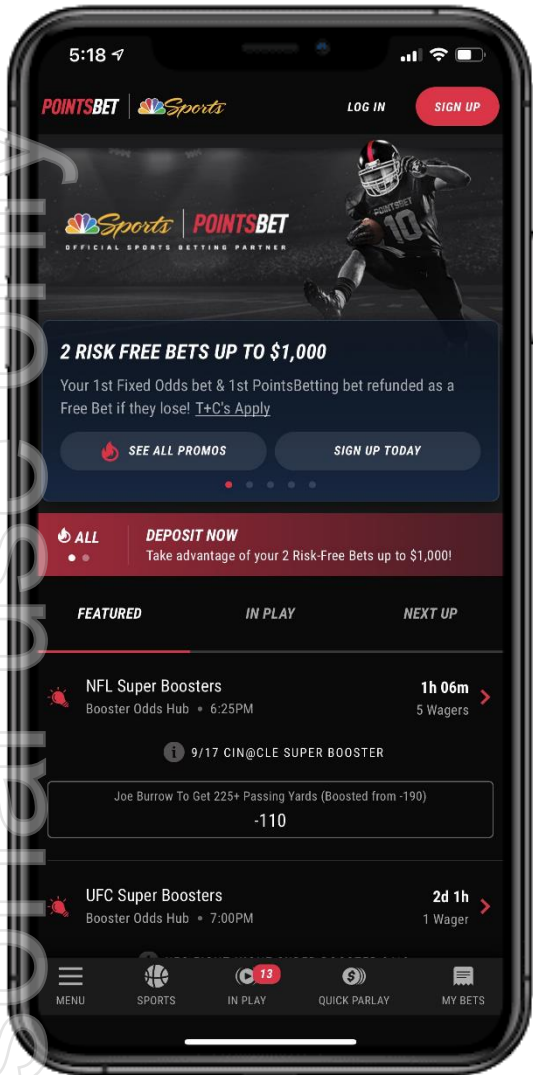 5:18
POINTSBET Sports LOG IN SIGN UP
Sports POINTSBET
OFFICIAL SPORTS BETTING PARTNER
POINTSBET
10
2 RISK FREE BETS UP TO $1,000
Your 1st Fixed Odds bet & 1st PointsBetting bet refunded as a
Free Bet if they lose! T+C's Apply
SEE ALL PROMOS SIGN UP TODAY
ALL DEPOSIT NOW
Take advantage of your 2 Risk-Free Bets up to $1,000!
FEATURED IN PLAY NEXT UP
NFL Super Boosters 1h 06m
Booster Odds Hub • 6:25PM 5 Wagers
9/17 CIN@CLE SUPER BOOSTER
Joe Burrow To Get 225+ Passing Yards (Boosted from -190)
-110
UFC Super Boosters 2d 1h
Booster Odds Hub • 7:00PM 1 Wager
13
MENU SPORTS IN PLAY QUICK PARLAY MY BETS
sonal use only